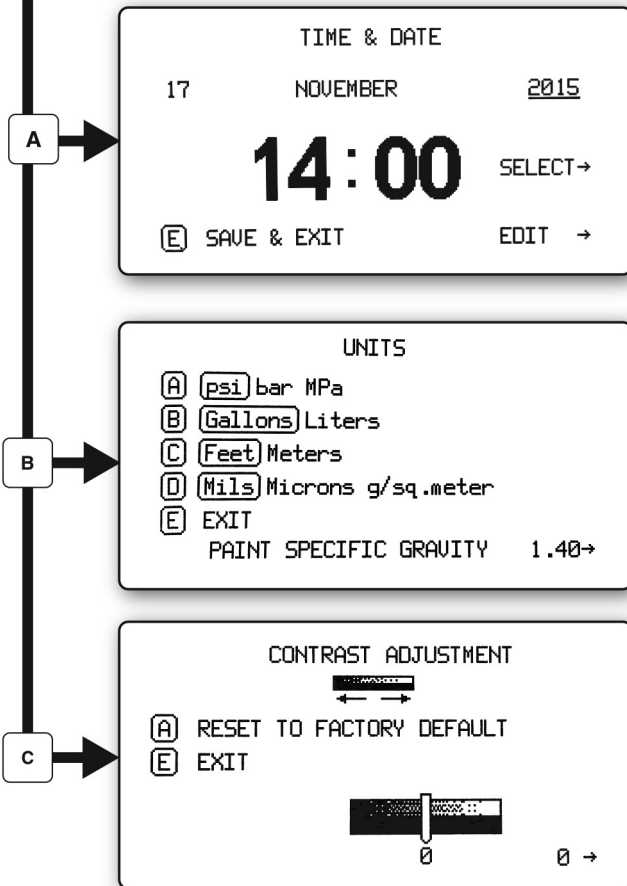 TIME & DATE
17 NOVEMBER 2015
A
14:00 SELECT→
E SAVE & EXIT EDIT →
UNITS
A psi bar MPa
B Gallons Liters
C Feet Meters
B
D Mils Microns g/sq.meter
E EXIT
PAINT SPECIFIC GRAVITY 1.40→
CONTRAST ADJUSTMENT
A RESET TO FACTORY DEFAULT
C
E EXIT
0 0 →